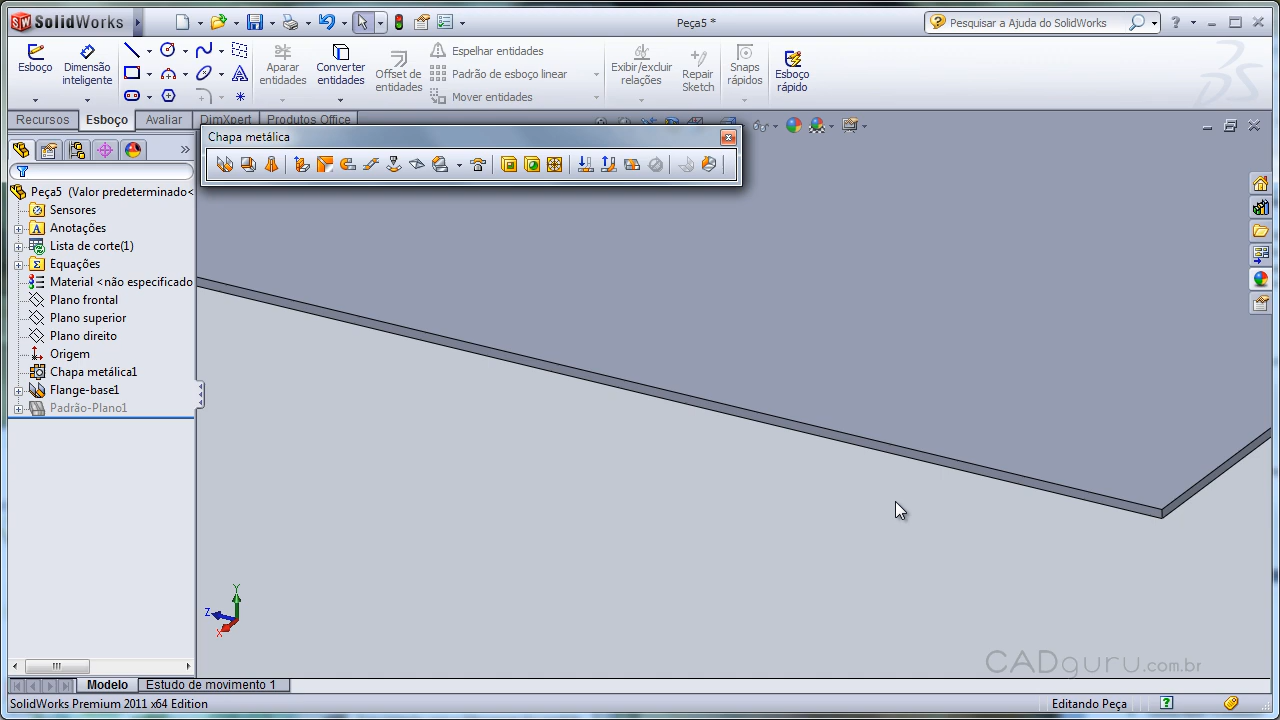 SolidWorks
Peça5 *
Pesquisar a Ajuda do SolidWorks
Esboço
Dimensão inteligente
Aparar entidades
Converter entidades
Offset de entidades
Espelhar entidades
Padrão de esboço linear
Mover entidades
Exibir/excluir relações
Repair Sketch
Snaps rápidos
Esboço rápido
Recursos
Esboço
Avaliar
DimXpert
Produtos Office
Chapa metálica
Peça5 (Valor predeterminado<
Sensores
Anotações
Lista de corte(1)
Equações
Material <não especificado
Plano frontal
Plano superior
Plano direito
Origem
Chapa metálica1
Flange-base1
Padrão-Plano1
Y
Z
X
CADguru.com.br
Modelo
Estudo de movimento 1
SolidWorks Premium 2011 x64 Edition
Editando Peça